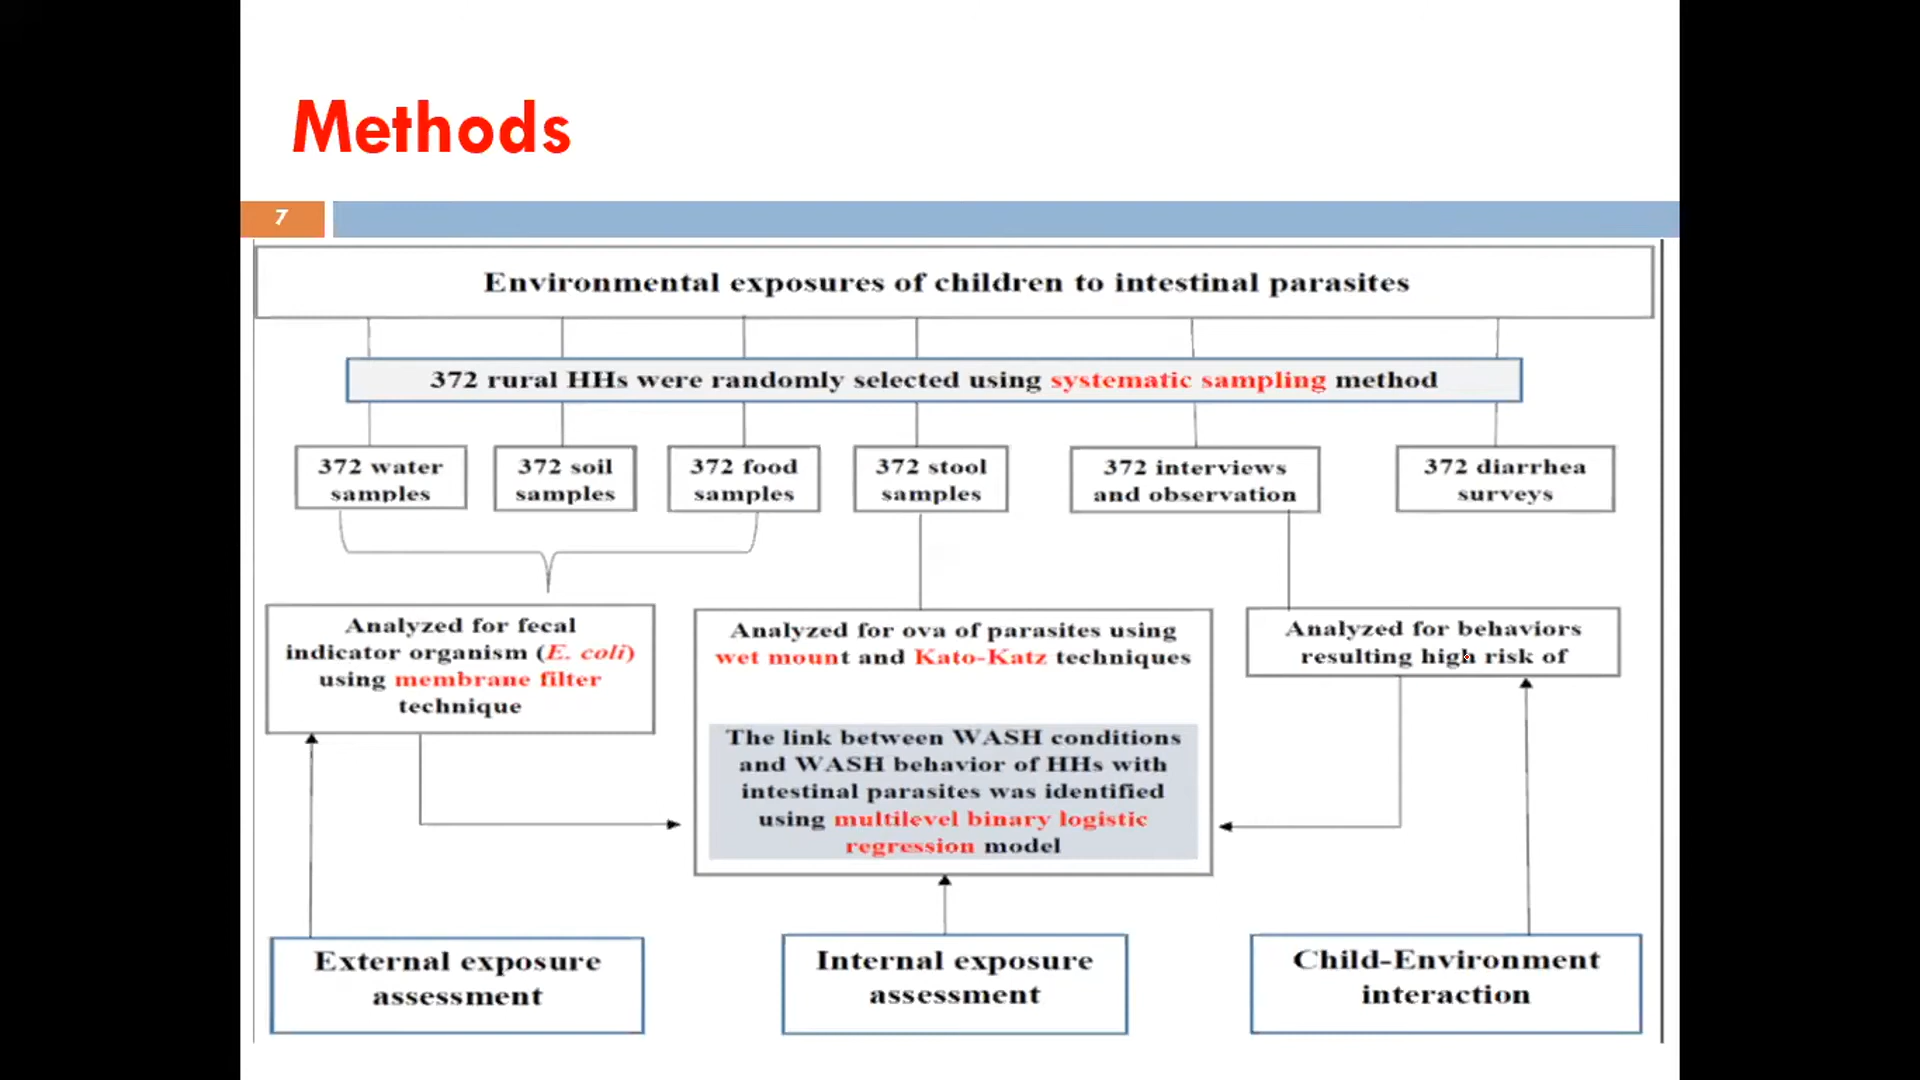 Methods
7
Environmental exposures of children to intestinal parasites
372 rural HHs were randomly selected using systematic sampling method
372 water
samples
372 soil
samples
372 food
samples
372 stool
samples
372 interviews
and observation
372 diarrhea
surveys
Analyzed for fecal
indicator organism (E. coli)
using membrane filter
technique
Analyzed for ova of parasites using
wet mount and Kato-Katz techniques
The link between WASH conditions
and WASH behavior of HHs with
intestinal parasites was identified
using multilevel binary logistic
regression model
Analyzed for behaviors
resulting high risk of
External exposure
assessment
Internal exposure
assessment
Child-Environment
interaction